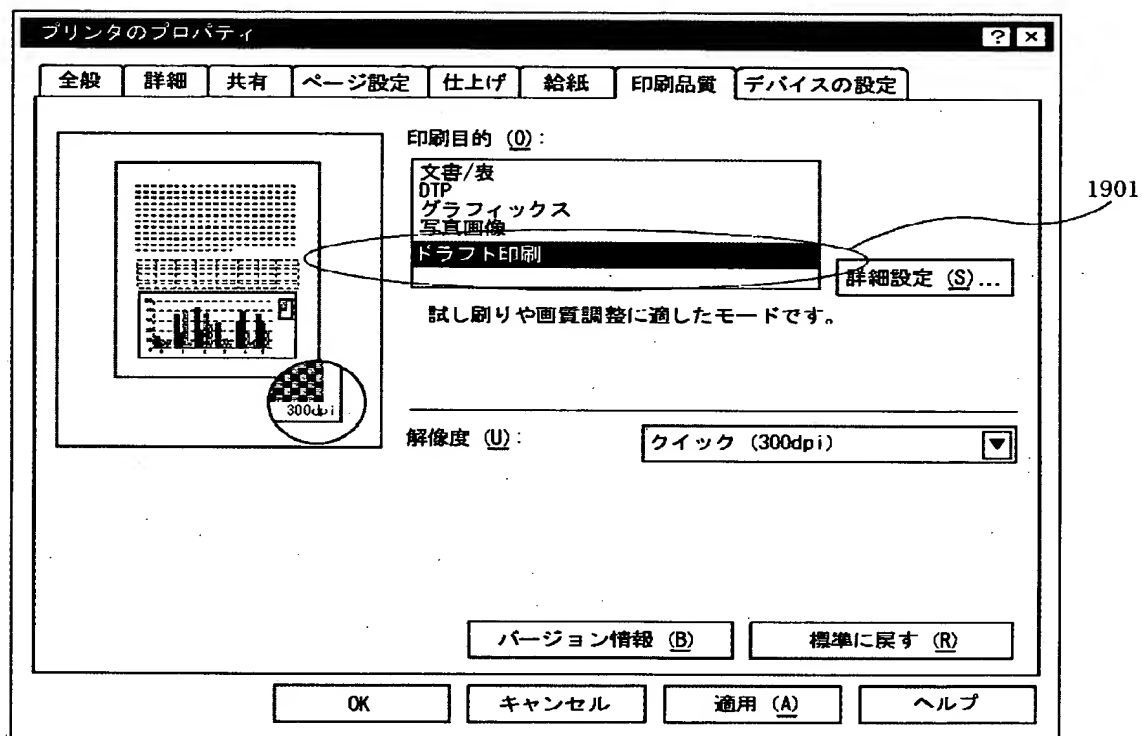 プリンタのプロパティ ? ×
全般 詳細 共有 ページ設定 仕上げ 給紙 印刷品質 デバイスの設定
印刷目的 (O):
文書/表
DTP
グラフィックス
写真画像
ドラフト印刷
1901
詳細設定 (S)...
試し刷りや画質調整に適したモードです。
300dpi
解像度 (U): クイック (300dpi)
バージョン情報 (B) 標準に戻す (R)
OK キャンセル 適用 (A) ヘルプ